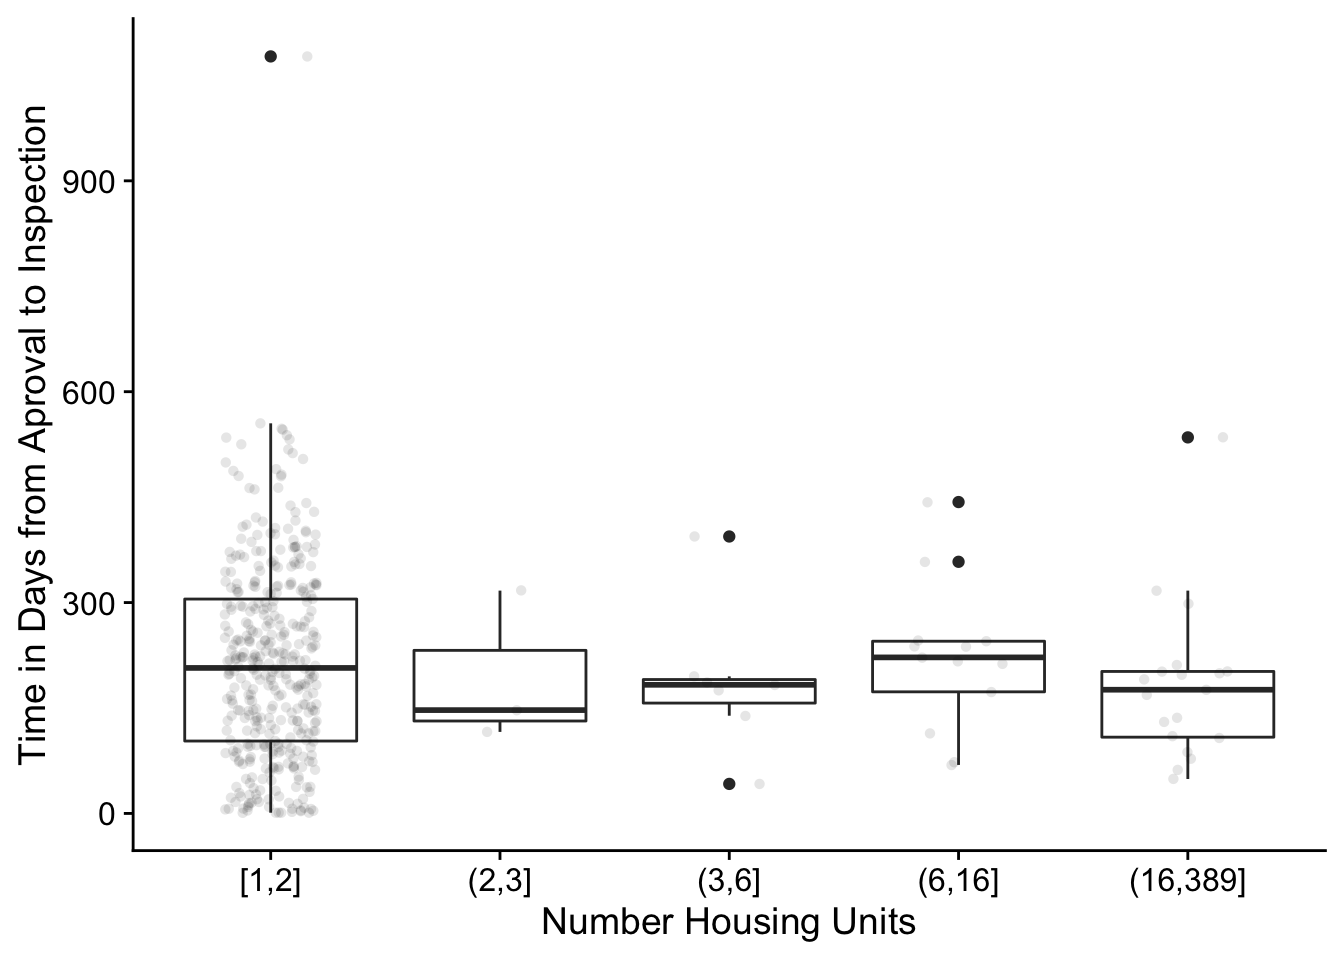 Time in Days from Aproval to Inspection
900
600
300
0
[1,2] (2,3] (3,6] (6,16] (16,389]
Number Housing Units